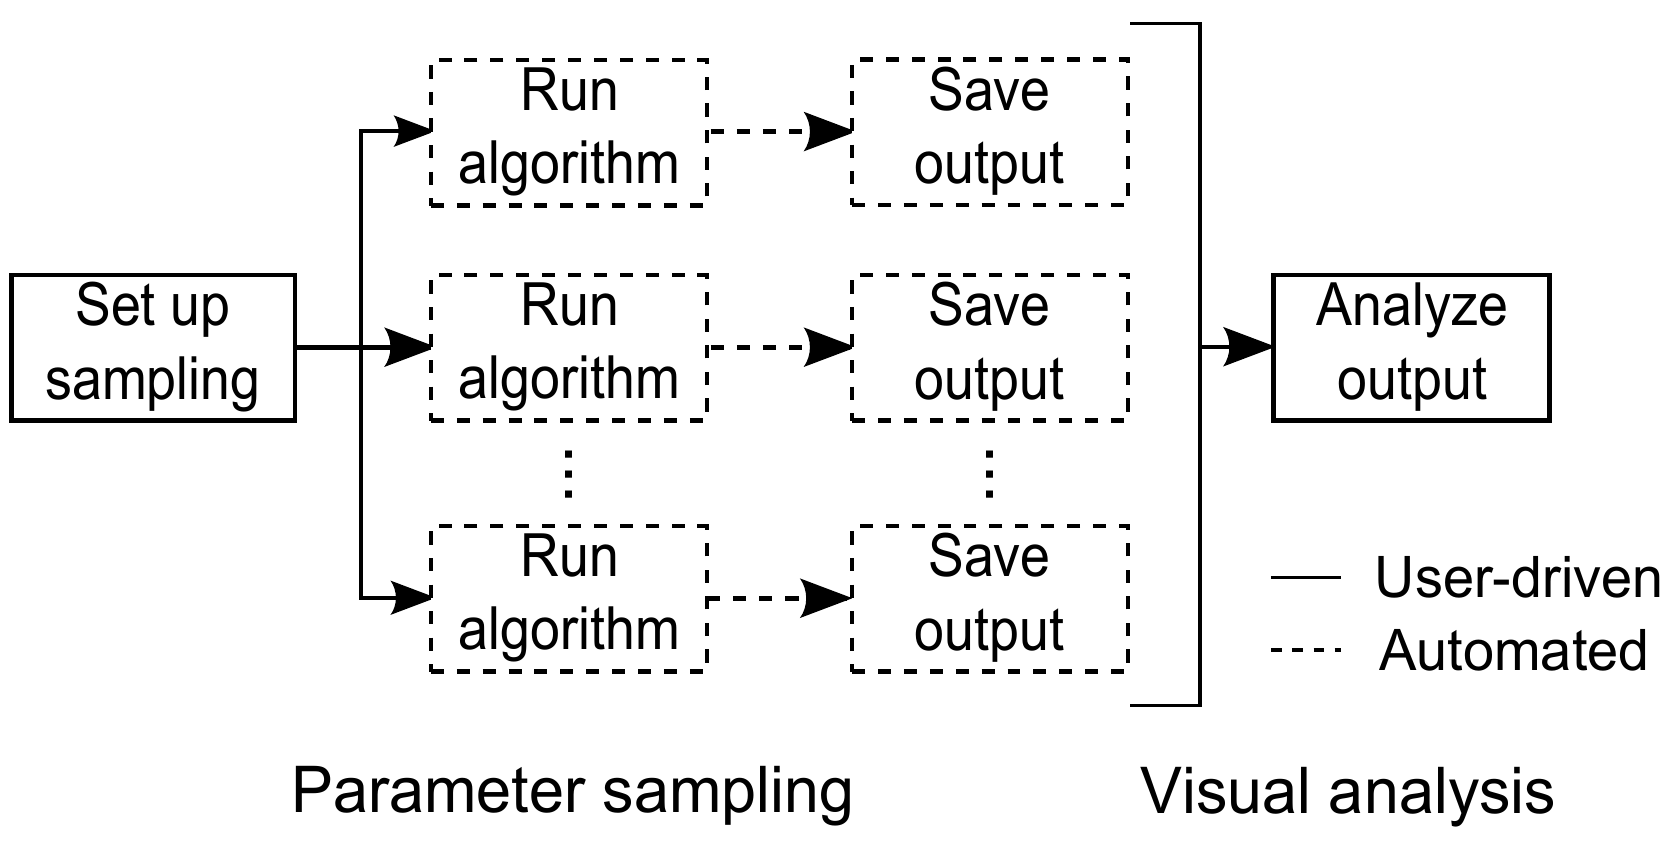 Set up
sampling
Run
algorithm
Save
output
Run
algorithm
Save
output
Run
algorithm
Save
output
Analyze
output
User-driven
Automated
Parameter sampling
Visual analysis